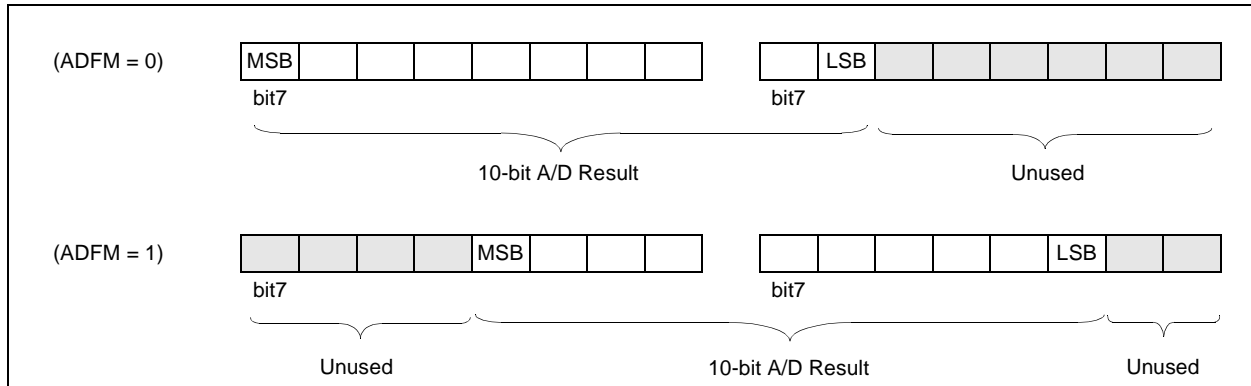 (ADFM = 0) MSB LSB
bit7 bit7
10-bit A/D Result Unused
(ADFM = 1) MSB LSB
bit7 bit7
Unused 10-bit A/D Result Unused